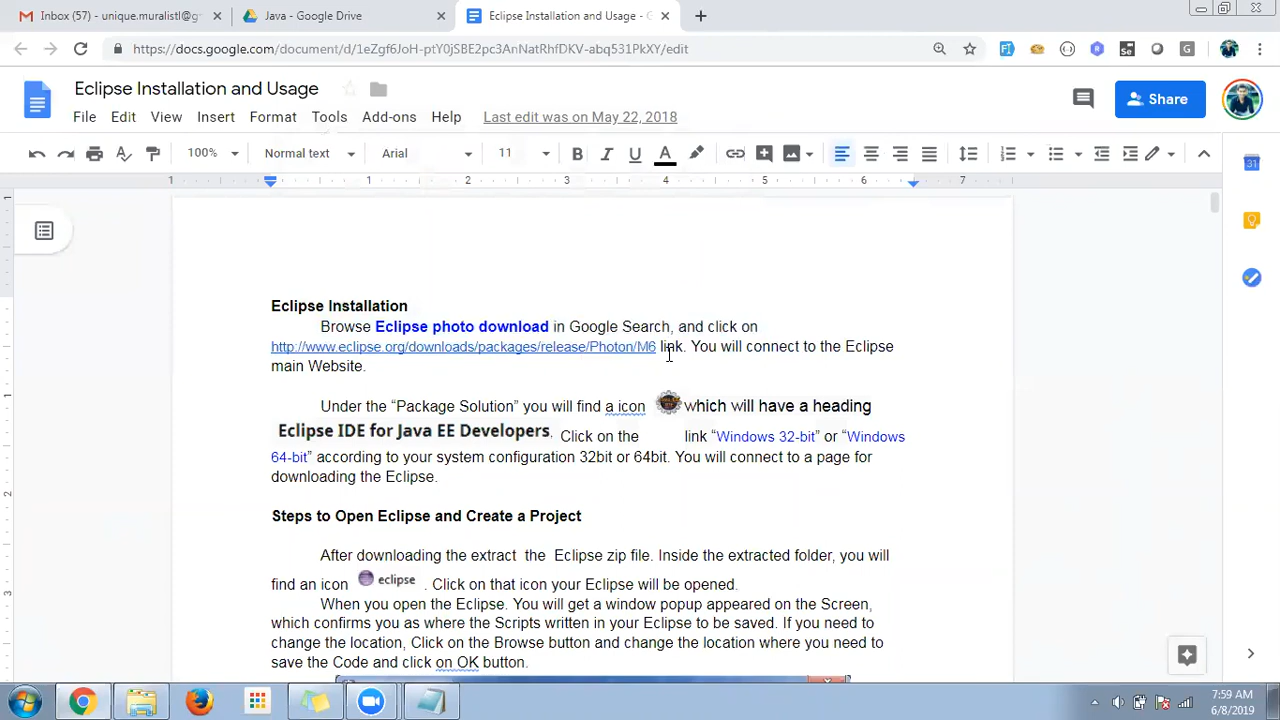 Inbox (57) - unique.muralistl@g
Java - Google Drive
Eclipse Installation and Usage - G
https://docs.google.com/document/d/1eZgf6JoH-ptY0jSBE2pc3AnNatRhfDKV-abq531PkXY/edit
Eclipse Installation and Usage
Share
File Edit View Insert Format Tools Add-ons Help Last edit was on May 22, 2018
100% Normal text Arial 11
1 1 2 3 4 5 6 7
Eclipse Installation
Browse Eclipse photo download in Google Search, and click on
http://www.eclipse.org/downloads/packages/release/Photon/M6 link. You will connect to the Eclipse
main Website.
Under the “Package Solution” you will find a icon which will have a heading
Eclipse IDE for Java EE Developers. Click on the link “Windows 32-bit” or “Windows
64-bit” according to your system configuration 32bit or 64bit. You will connect to a page for
downloading the Eclipse.
Steps to Open Eclipse and Create a Project
After downloading the extract the Eclipse zip file. Inside the extracted folder, you will
find an icon eclipse . Click on that icon your Eclipse will be opened.
When you open the Eclipse. You will get a window popup appeared on the Screen,
which confirms you as where the Scripts written in your Eclipse to be saved. If you need to
change the location, Click on the Browse button and change the location where you need to
save the Code and click on OK button.
7:59 AM
6/8/2019